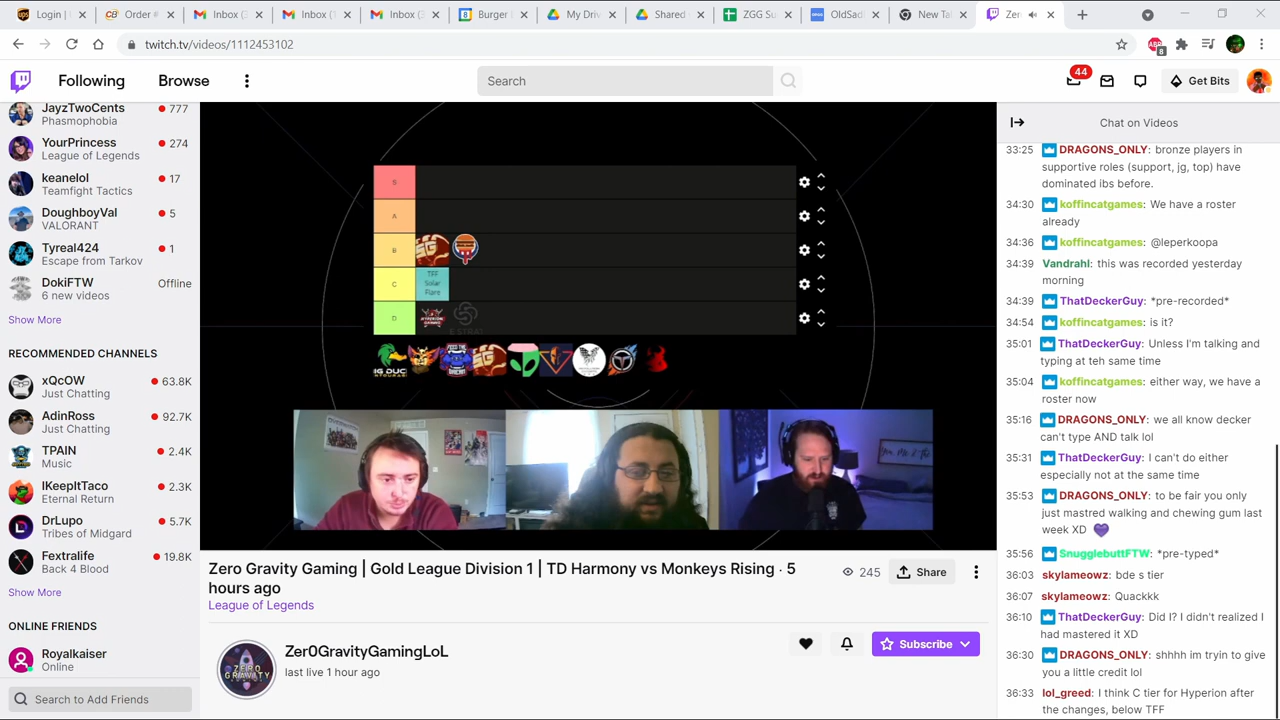 Login | U
Order #
Inbox (2
Inbox (1
Inbox (2
Burger
My Driv
Shared
ZGG Su
OldSadl
New Tal
Zer
twitch.tv/videos/1112453102
8
Following
Browse
Search
44
Get Bits
JayzTwoCents
777
Phasmophobia
YourPrincess
274
League of Legends
keanelol
17
Teamfight Tactics
DoughboyVal
5
VALORANT
Tyreal424
1
Escape from Tarkov
DokiFTW
Offline
6 new videos
Show More
RECOMMENDED CHANNELS
xQcOW
63.8K
Just Chatting
AdinRoss
92.7K
Just Chatting
TPAIN
2.4K
Music
IKeepItTaco
2.3K
Eternal Return
DrLupo
5.7K
Tribes of Midgard
Fextralife
19.8K
Back 4 Blood
Show More
ONLINE FRIENDS
Royalkaiser
Online
Search to Add Friends
S
A
B
C
TFF
Solar
Flare
D
Zero Gravity Gaming | Gold League Division 1 | TD Harmony vs Monkeys Rising · 5
hours ago
245
Share
League of Legends
ZERO
GRAVITY
Zer0GravityGamingLoL
last live 1 hour ago
Subscribe
Chat on Videos
33:25 DRAGONS_ONLY: bronze players in
supportive roles (support, jg, top) have
dominated ibs before.
34:30 koffincatgames: We have a roster
already
34:36 koffincatgames: @leperkoopa
34:39 Vandrahl: this was recorded yesterday
morning
34:39 ThatDeckerGuy: *pre-recorded*
34:54 koffincatgames: is it?
35:01 ThatDeckerGuy: Unless I'm talking and
typing at teh same time
35:04 koffincatgames: either way, we have a
roster now
35:16 DRAGONS_ONLY: we all know decker
can't type AND talk lol
35:31 ThatDeckerGuy: I can't do either
especially not at the same time
35:53 DRAGONS_ONLY: to be fair you only
just mastred walking and chewing gum last
week XD
35:56 SnugglebuttFTW: *pre-typed*
36:03 skylameowz: bde s tier
36:07 skylameowz: Quackkk
36:10 ThatDeckerGuy: Did I? I didn't realized I
had mastered it XD
36:30 DRAGONS_ONLY: shhhh im tryin to give
you a little credit lol
36:33 lol_greed: I think C tier for Hyperion after
the changes, below TFF